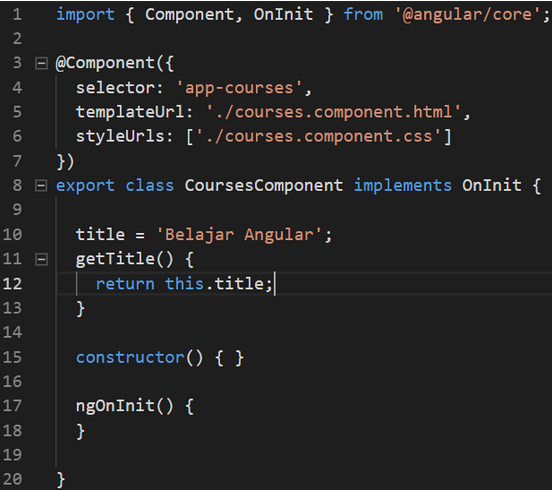 1 import { Component, OnInit } from '@angular/core';
2
3 @Component({
4 selector: 'app-courses',
5 templateUrl: './courses.component.html',
6 styleUrls: ['./courses.component.css']
7 })
8 export class CoursesComponent implements OnInit {
9
10 title = 'Belajar Angular';
11 getTitle() {
12 return this.title;
13 }
14
15 constructor() { }
16
17 ngOnInit() {
18 }
19
20 }